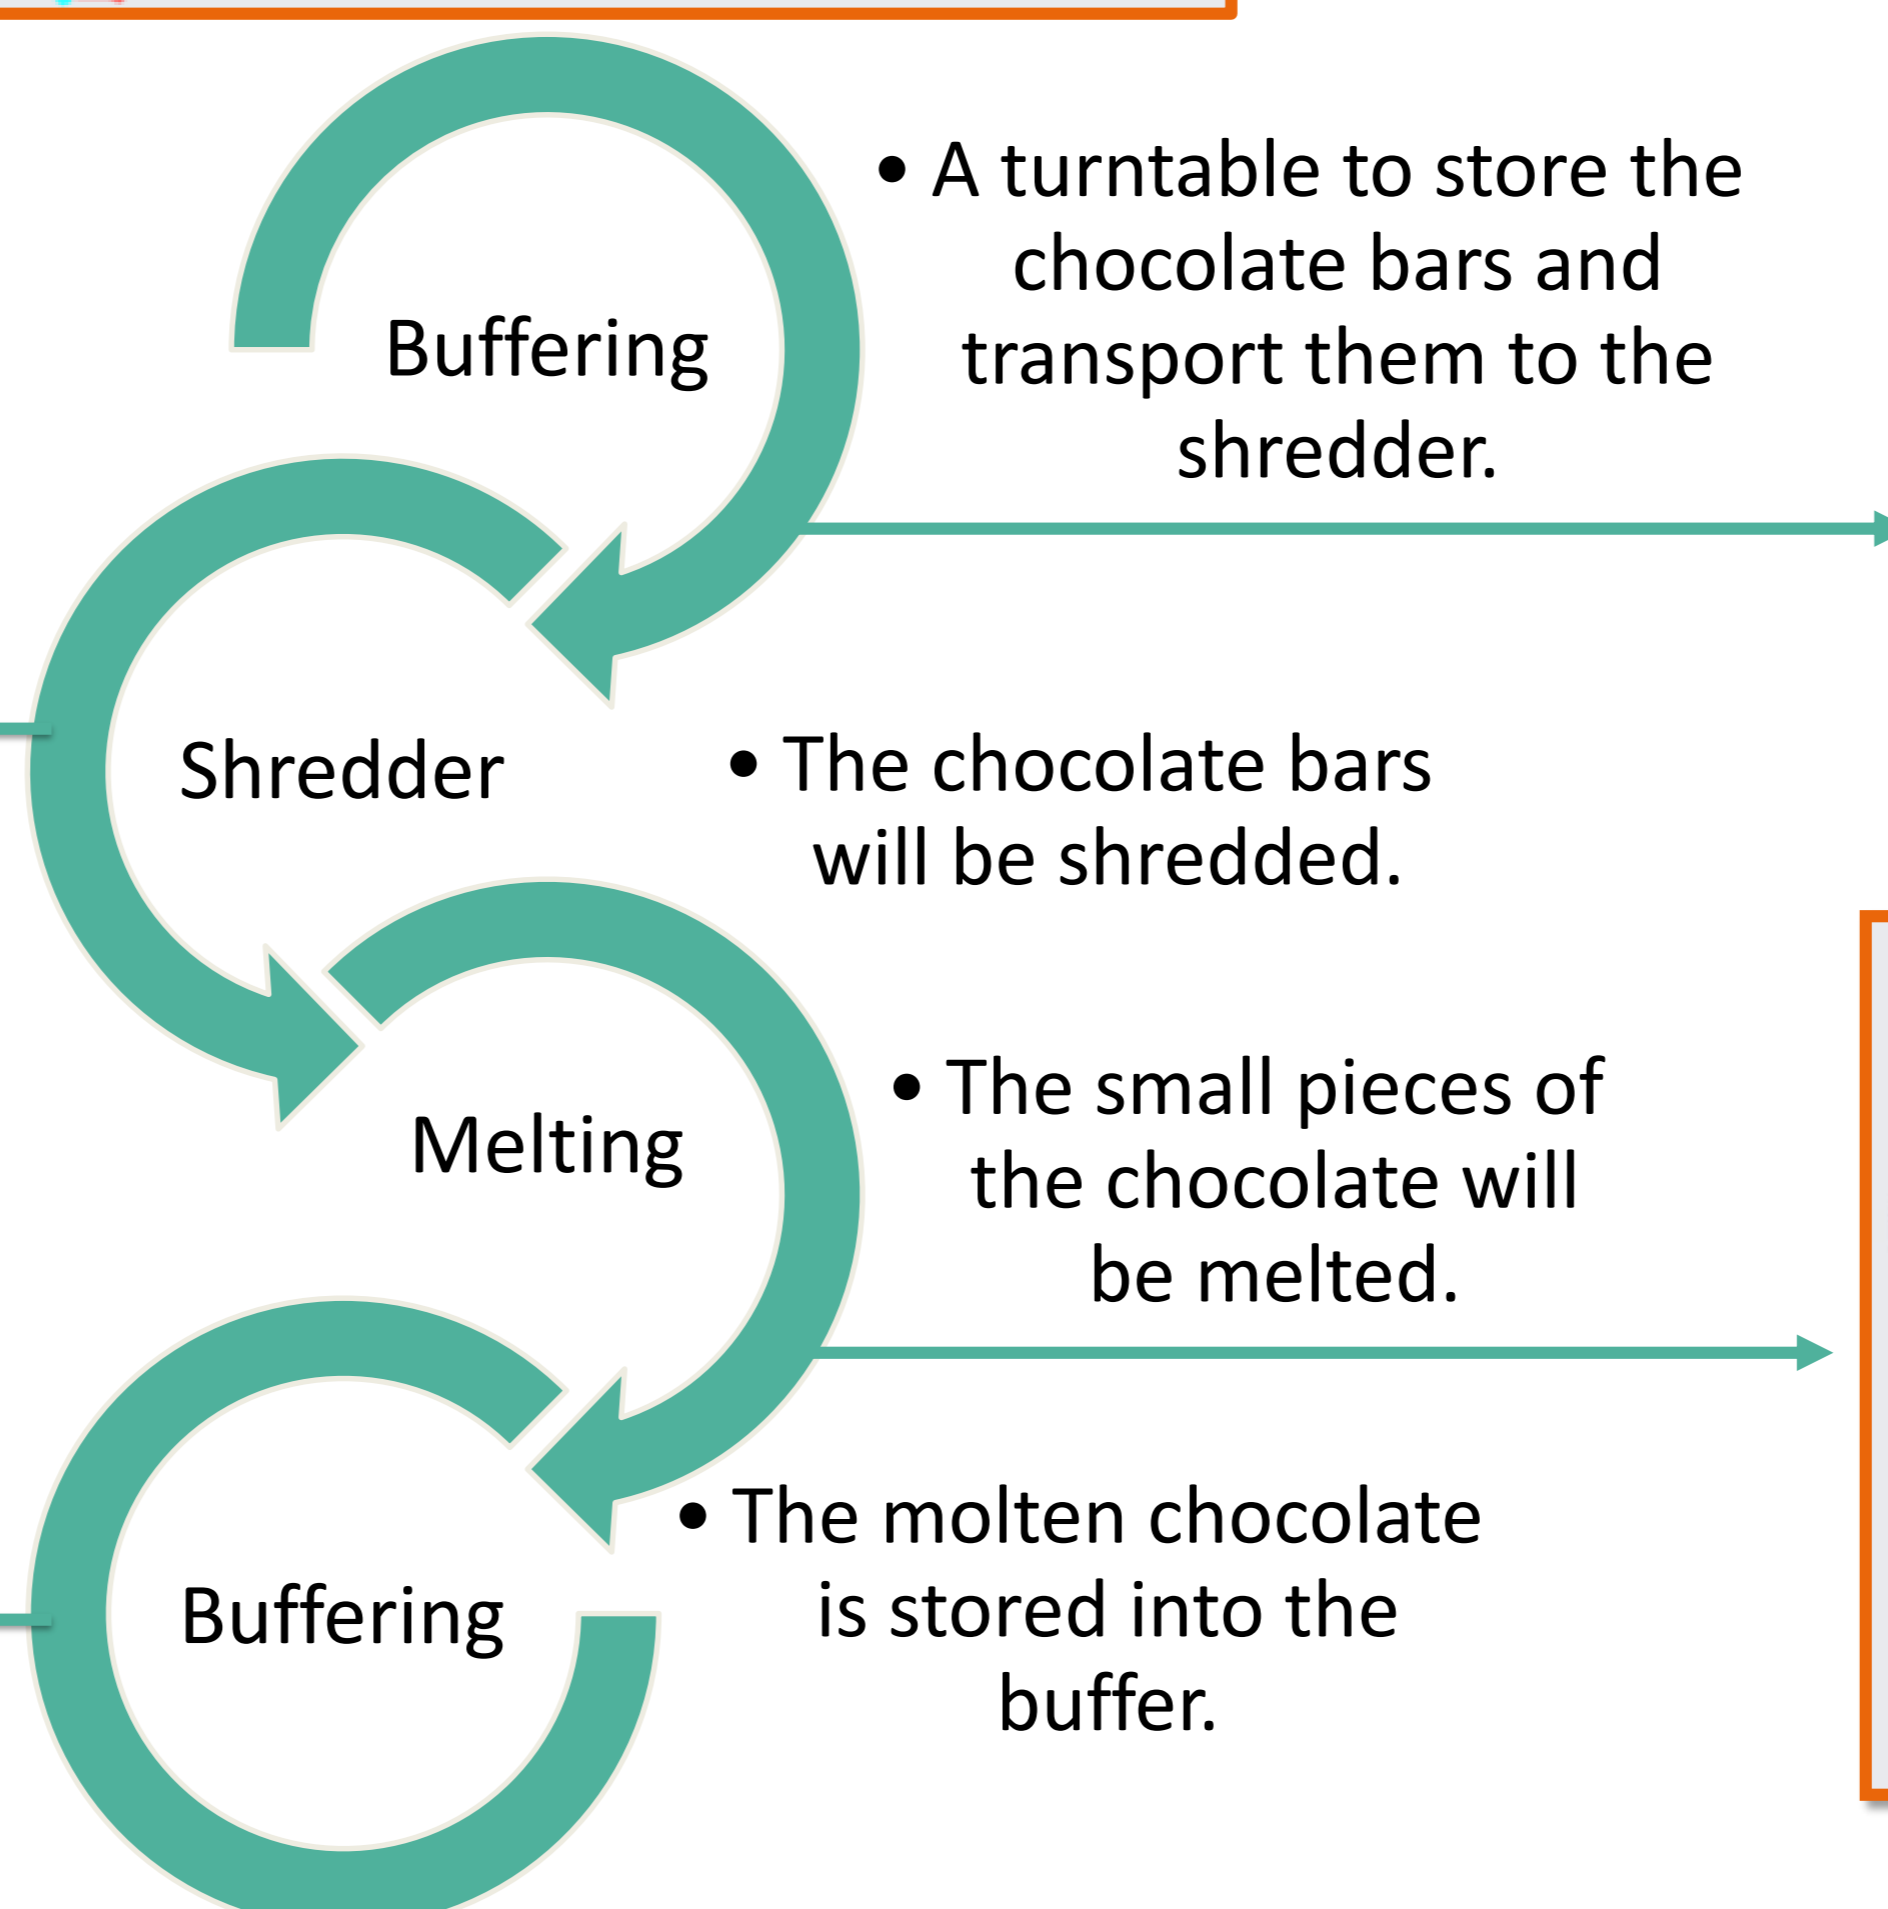 Buffering
• A turntable to store the
chocolate bars and
transport them to the
shredder.
Shredder
• The chocolate bars
will be shredded.
Melting
• The small pieces of
the chocolate will
be melted.
Buffering
• The molten chocolate
is stored into the
buffer.